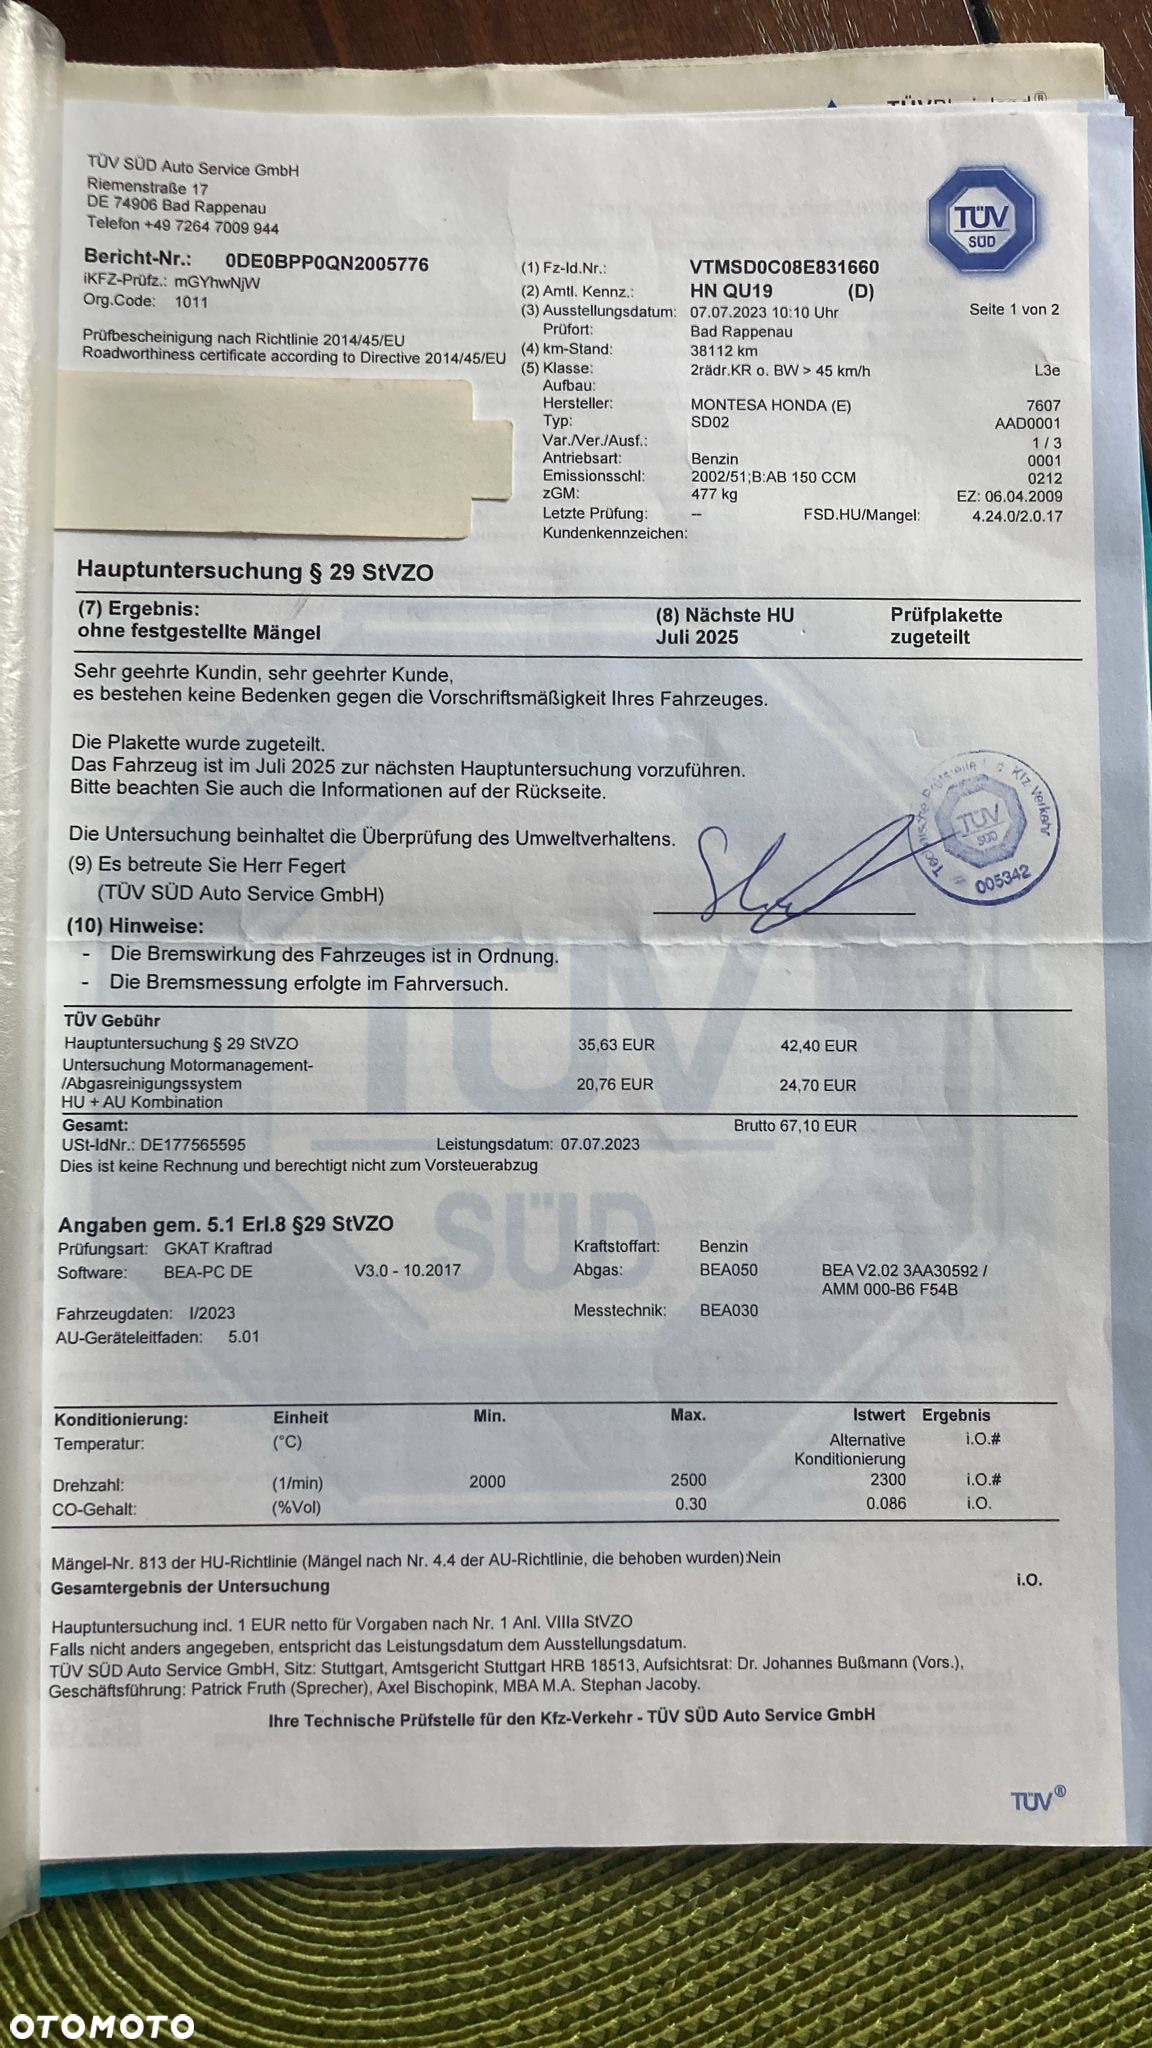 TÜV SÜD Auto Service GmbH
Riemenstraße 17
DE 74906 Bad Rappenau
Telefon +49 7264 7009 944
TÜV SÜD
Bericht-Nr.: 0DE0BPP0QN2005776
iKFZ-Prüfz.: mGYhwNjW
Org.Code: 1011
Prüfbescheinigung nach Richtlinie 2014/45/EU
Roadworthiness certificate according to Directive 2014/45/EU
(1) Fz-Id.Nr.: VTMSD0C08E831660
(2) Amtl. Kennz.: HN QU19 (D)
(3) Ausstellungsdatum: 07.07.2023 10:10 Uhr Seite 1 von 2
Prüfort: Bad Rappenau
(4) km-Stand: 38112 km
(5) Klasse: 2rädr.KR o. BW > 45 km/h L3e
Aufbau:
Hersteller: MONTESA HONDA (E) 7607
Typ: SD02 AAD0001
Var./Ver./Ausf.: 1 / 3
Antriebsart: Benzin 0001
Emissionsschl: 2002/51;B:AB 150 CCM 0212
zGM: 477 kg EZ: 06.04.2009
Letzte Prüfung: -- FSD.HU/Mangel: 4.24.0/2.0.17
Kundenkennzeichen:
Hauptuntersuchung § 29 StVZO
(7) Ergebnis: (8) Nächste HU Prüfplakette
ohne festgestellte Mängel Juli 2025 zugeteilt
Sehr geehrte Kundin, sehr geehrter Kunde,
es bestehen keine Bedenken gegen die Vorschriftsmäßigkeit Ihres Fahrzeuges.
Die Plakette wurde zugeteilt.
Das Fahrzeug ist im Juli 2025 zur nächsten Hauptuntersuchung vorzuführen.
Bitte beachten Sie auch die Informationen auf der Rückseite.
Die Untersuchung beinhaltet die Überprüfung des Umweltverhaltens.
(9) Es betreute Sie Herr Fegert
(TÜV SÜD Auto Service GmbH)
Kfz Verkehr
TÜV
SÜD
005342
(10) Hinweise:
- Die Bremswirkung des Fahrzeuges ist in Ordnung.
- Die Bremsmessung erfolgte im Fahrversuch.
TÜV Gebühr
Hauptuntersuchung § 29 StVZO 35,63 EUR 42,40 EUR
Untersuchung Motormanagement-
/Abgasreinigungssystem 20,76 EUR 24,70 EUR
HU + AU Kombination
Gesamt: Brutto 67,10 EUR
USt-IdNr.: DE177565595 Leistungsdatum: 07.07.2023
Dies ist keine Rechnung und berechtigt nicht zum Vorsteuerabzug
Angaben gem. 5.1 Erl.8 §29 StVZO
Prüfungsart: GKAT Kraftrad Kraftstoffart: Benzin
Software: BEA-PC DE V3.0 - 10.2017 Abgas: BEA050 BEA V2.02 3AA30592 /
AMM 000-B6 F54B
Fahrzeugdaten: I/2023 Messtechnik: BEA030
AU-Geräteleitfaden: 5.01
Konditionierung: Einheit Min. Max. Istwert Ergebnis
Temperatur: (°C) Alternative i.O.#
Konditionierung
Drehzahl: (1/min) 2000 2500 2300 i.O.#
CO-Gehalt: (%Vol) 0.30 0.086 i.O.
Mängel-Nr. 813 der HU-Richtlinie (Mängel nach Nr. 4.4 der AU-Richtlinie, die behoben wurden):Nein
Gesamtergebnis der Untersuchung i.O.
Hauptuntersuchung incl. 1 EUR netto für Vorgaben nach Nr. 1 Anl. VIIIa StVZO
Falls nicht anders angegeben, entspricht das Leistungsdatum dem Ausstellungsdatum.
TÜV SÜD Auto Service GmbH, Sitz: Stuttgart, Amtsgericht Stuttgart HRB 18513, Aufsichtsrat: Dr. Johannes Bußmann (Vors.),
Geschäftsführung: Patrick Fruth (Sprecher), Axel Bischopink, MBA M.A. Stephan Jacoby.
Ihre Technische Prüfstelle für den Kfz-Verkehr - TÜV SÜD Auto Service GmbH
TÜV®
OTOMOTO